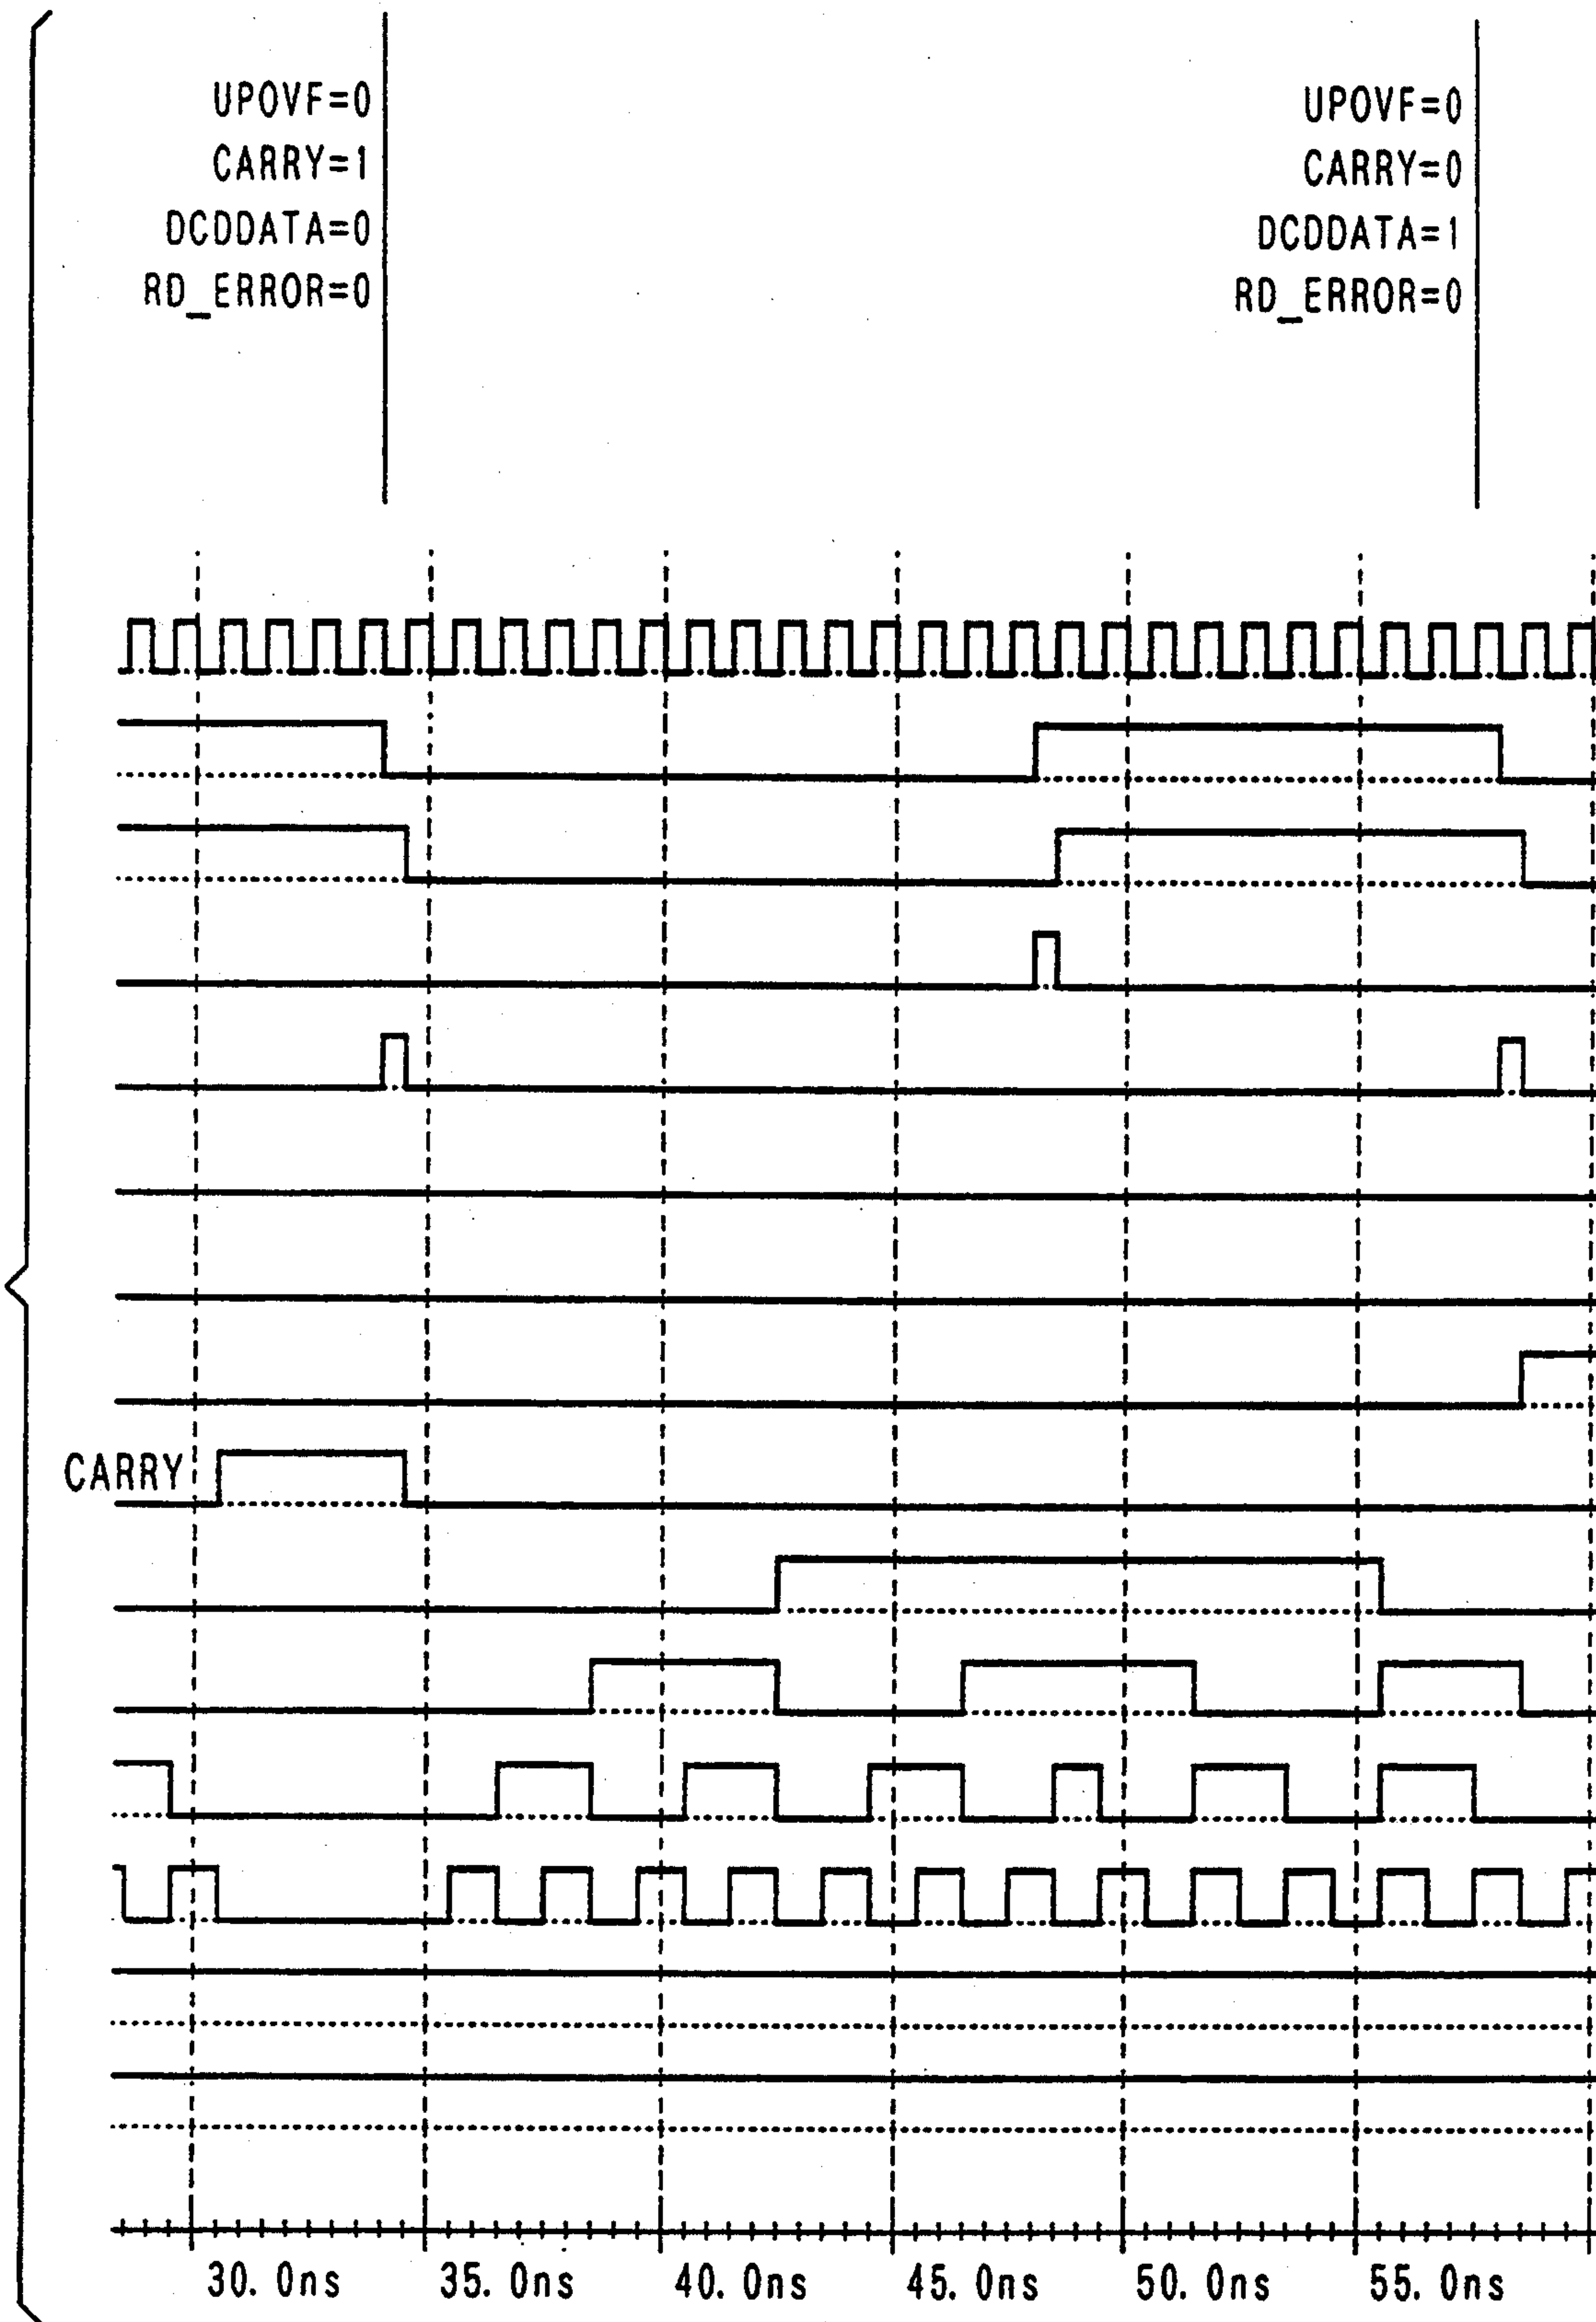 UPOVF=0
CARRY=1
DCDDATA=0
RD_ERROR=0
UPOVF=0
CARRY=0
DCDDATA=1
RD_ERROR=0
CARRY
30.0ns 35.0ns 40.0ns 45.0ns 50.0ns 55.0ns